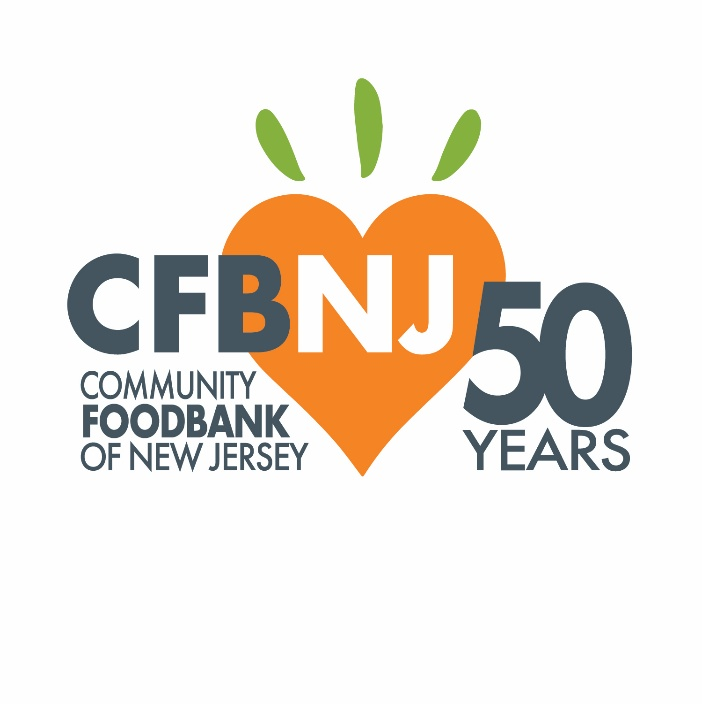 CFBNJ
COMMUNITY
FOODBANK
OF NEW JERSEY
50
YEARS